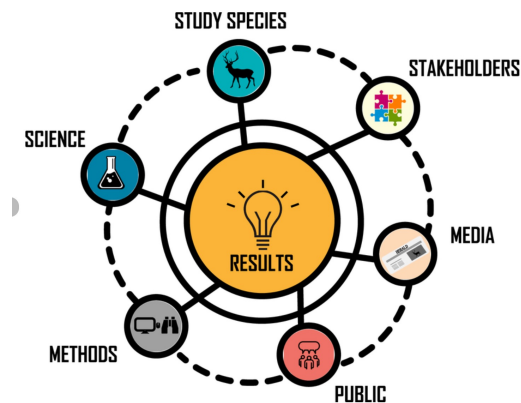 STUDY SPECIES
STAKEHOLDERS
SCIENCE
MEDIA
RESULTS
METHODS
PUBLIC